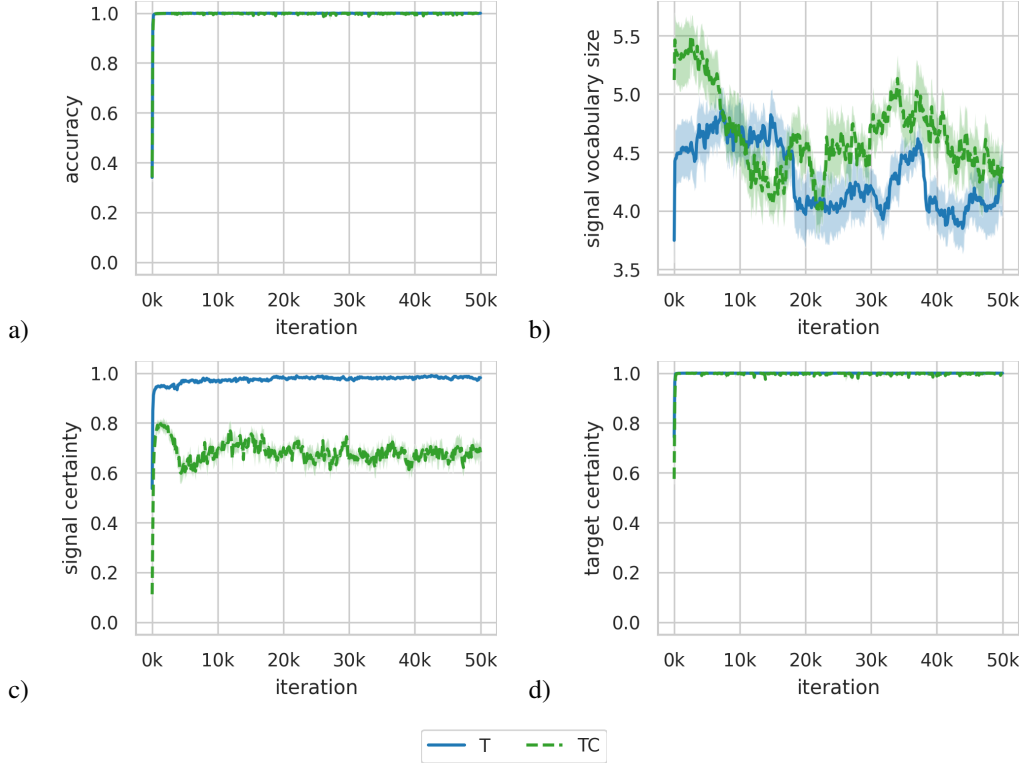 accuracy
1.0
0.8
0.6
0.4
0.2
0.0
0k 10k 20k 30k 40k 50k
iteration
a)
signal vocabulary size
5.5
5.0
4.5
4.0
3.5
0k 10k 20k 30k 40k 50k
iteration
b)
signal certainty
1.0
0.8
0.6
0.4
0.2
0.0
0k 10k 20k 30k 40k 50k
iteration
c)
target certainty
1.0
0.8
0.6
0.4
0.2
0.0
0k 10k 20k 30k 40k 50k
iteration
d)
T TC